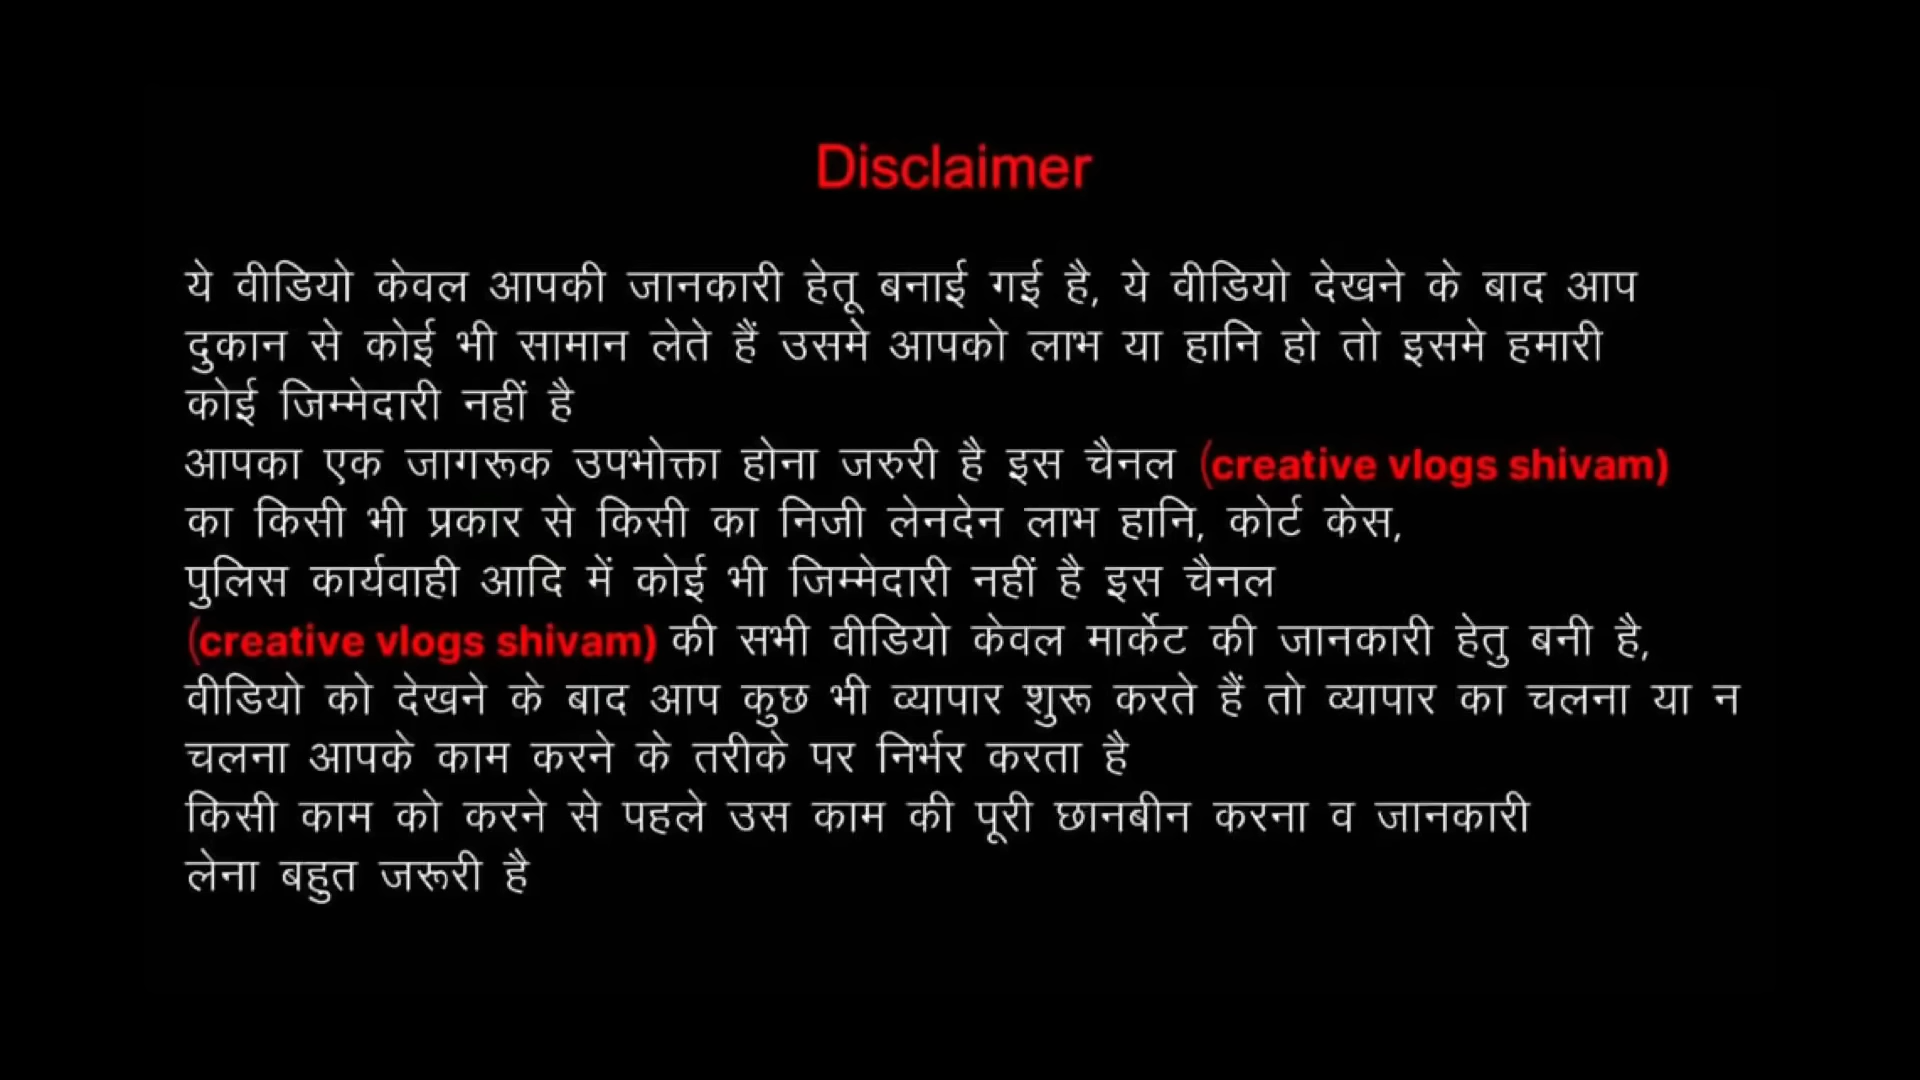 Disclaimer
ये वीडियो केवल आपकी जानकारी हेतू बनाई गई है, ये वीडियो देखने के बाद आप
दुकान से कोई भी सामान लेते हैं उसमे आपको लाभ या हानि हो तो इसमे हमारी
कोई जिम्मेदारी नहीं है
आपका एक जागरूक उपभोक्ता होना जरुरी है इस चैनल (creative vlogs shivam)
का किसी भी प्रकार से किसी का निजी लेनदेन लाभ हानि, कोर्ट केस,
पुलिस कार्यवाही आदि में कोई भी जिम्मेदारी नहीं है इस चैनल
(creative vlogs shivam) की सभी वीडियो केवल मार्केट की जानकारी हेतु बनी है,
वीडियो को देखने के बाद आप कुछ भी व्यापार शुरू करते हैं तो व्यापार का चलना या न
चलना आपके काम करने के तरीके पर निर्भर करता है
किसी काम को करने से पहले उस काम की पूरी छानबीन करना व जानकारी
लेना बहुत जरूरी है